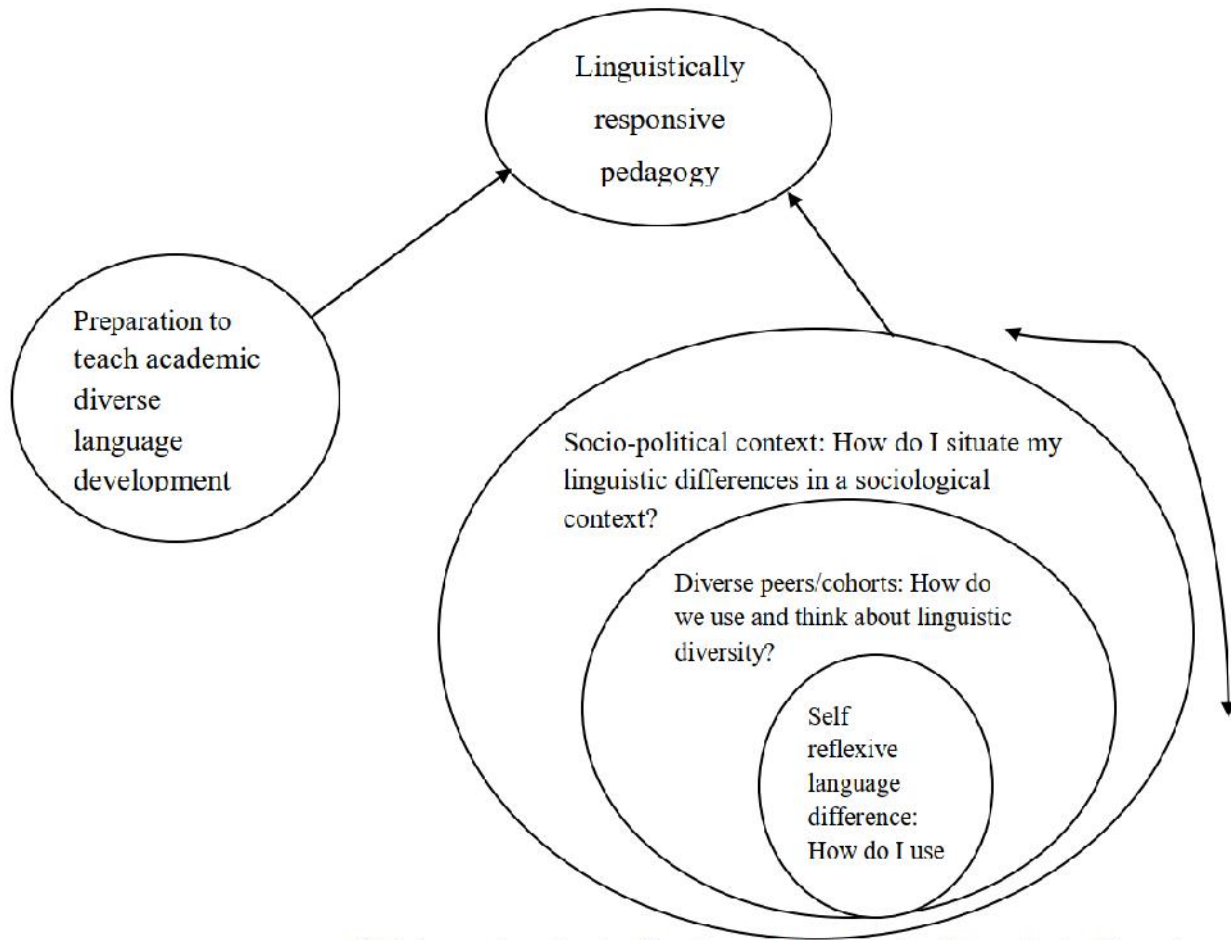 Linguistically
responsive
pedagogy
Preparation to
teach academic
diverse
language
development
Socio-political context: How do I situate my
linguistic differences in a sociological
context?
Diverse peers/cohorts: How do
we use and think about linguistic
diversity?
Self
reflexive
language
difference:
How do I use